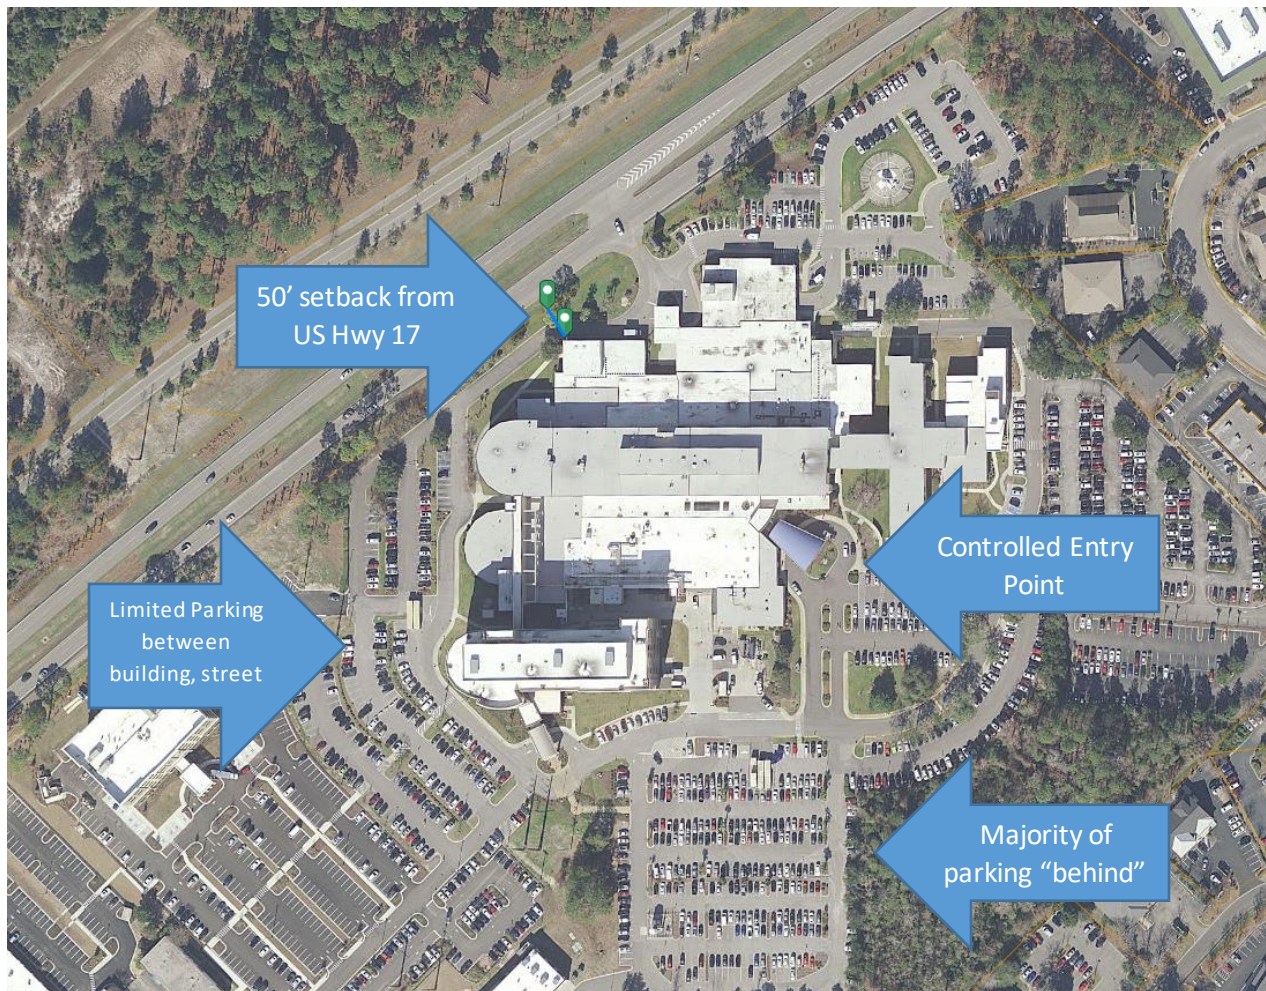 50’ setback from
US Hwy 17
Controlled Entry
Point
Limited Parking
between
building, street
Majority of
parking “behind”